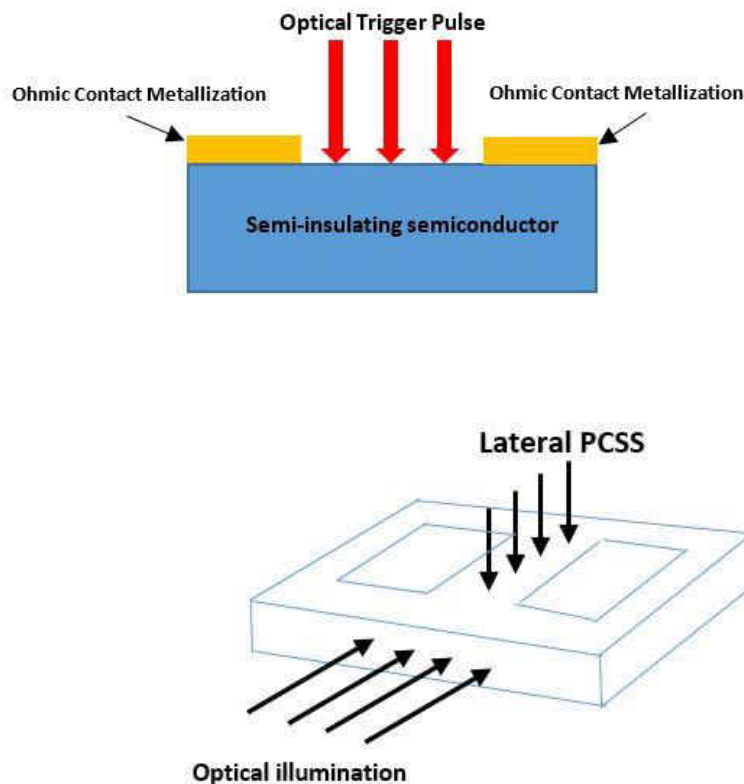 Optical Trigger Pulse
Ohmic Contact Metallization
Ohmic Contact Metallization
Semi-insulating semiconductor
Lateral PCSS
Optical illumination